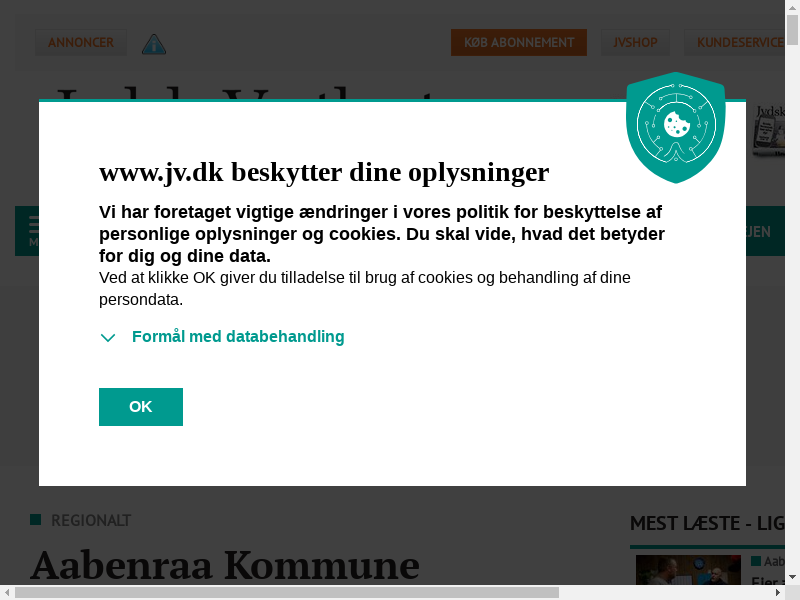 ANNONCER
KØB ABONNEMENT
JVSHOP
KUNDESERVICE
www.jv.dk beskytter dine oplysninger
Vi har foretaget vigtige ændringer i vores politik for beskyttelse af
personlige oplysninger og cookies. Du skal vide, hvad det betyder
for dig og dine data.
Ved at klikke OK giver du tilladelse til brug af cookies og behandling af dine
persondata.
Formål med databehandling
OK
REGIONALT
Aabenraa Kommune
MEST LÆSTE - LIG